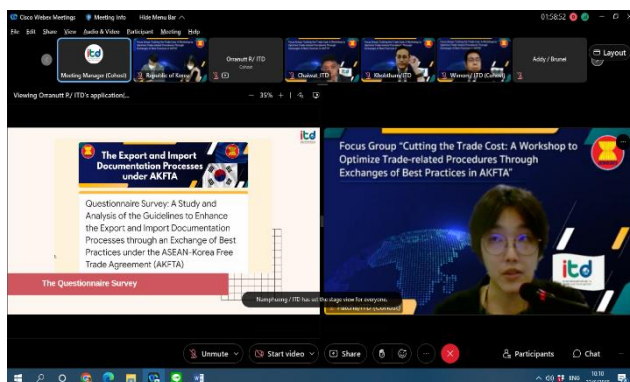 Cisco Webex Meetings
Meeting Info
Hide Menu Bar
01:58:52
File Edit Share View Audio & Video Participant Meeting Help
Layout
itd
Meeting Manager (Cohost)
Republic of Korea
Orranutt P./ ITD
Cohost
Chaiwat_ITD
Khobtham/ITD
Wanrong/ ITD (Cohost)
Addy / Brunei
Viewing Orranutt P./ ITD's application(...
35%
itd
The Export and Import
Documentation Processes
under AKFTA
Questionnaire Survey: A Study and
Analysis of the Guidelines to Enhance
the Export and Import Documentation
Processes through an Exchange of Best
Practices under the ASEAN-Korea Free
Trade Agreement (AKFTA)
The Questionnaire Survey
Focus Group "Cutting the Trade Cost: A Workshop to
Optimize Trade-related Procedures Through
Exchanges of Best Practices in AKFTA"
itd
has set the stage view for everyone.
Unmute
Start video
Share
Participants
Chat
ENG
10:10